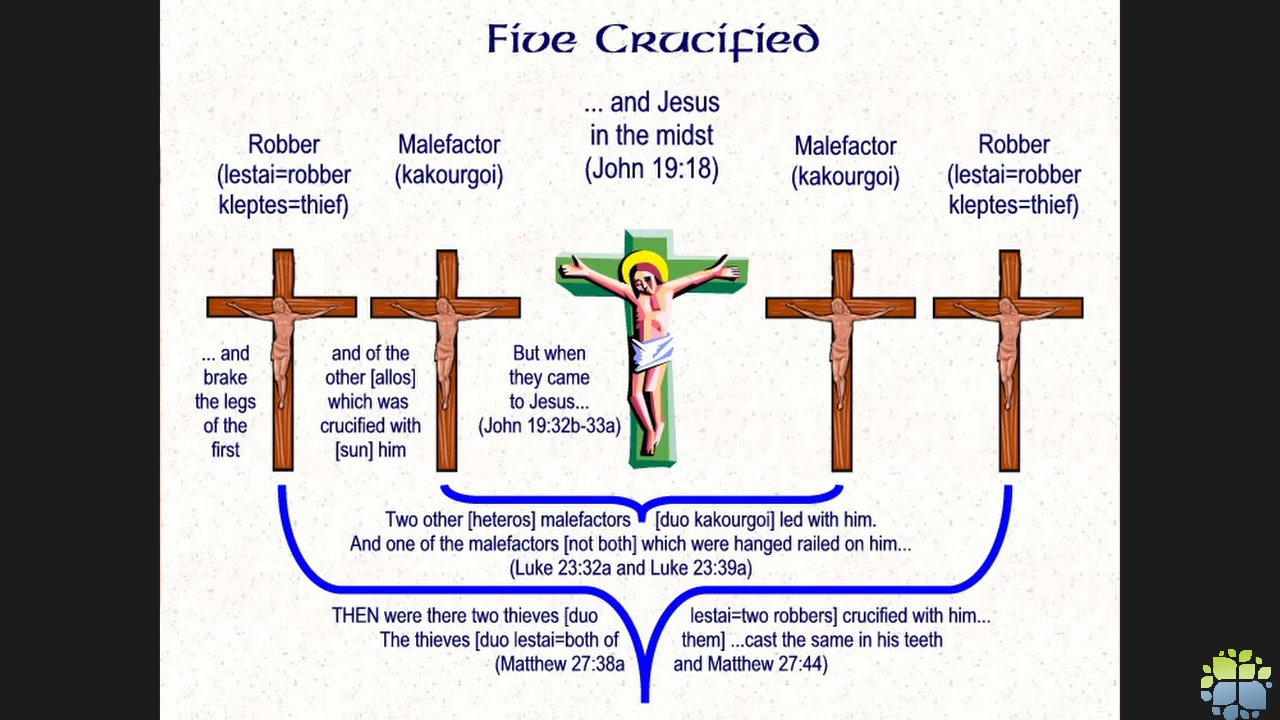 Five Crucified
... and Jesus
in the midst
(John 19:18)
Robber
(lestai=robber
kleptes=thief)
Malefactor
(kakourgoi)
Malefactor
(kakourgoi)
Robber
(lestai=robber
kleptes=thief)
... and
brake
the legs
of the
first
and of the
other [allos]
which was
crucified with
[sun] him
But when
they came
to Jesus...
(John 19:32b-33a)
Two other [heteros] malefactors [duo kakourgoi] led with him.
And one of the malefactors [not both] which were hanged railed on him...
(Luke 23:32a and Luke 23:39a)
THEN were there two thieves [duo lestai=two robbers] crucified with him...
The thieves [duo lestai=both of them] ...cast the same in his teeth
(Matthew 27:38a and Matthew 27:44)